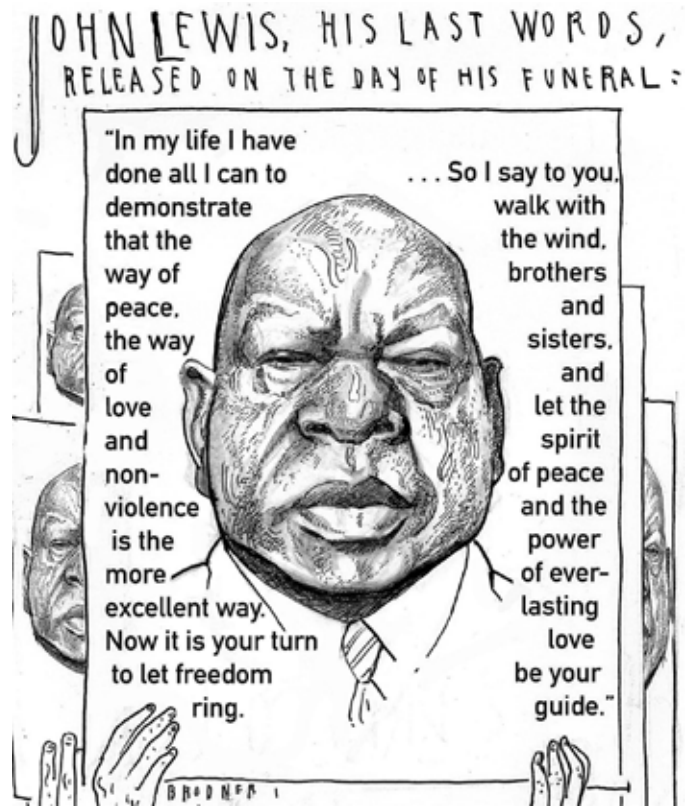 JOHN LEWIS, HIS LAST WORDS,
RELEASED ON THE DAY OF HIS FUNERAL:
“In my life I have
done all I can to
demonstrate
that the
way of
peace,
the way
of
love
and
non-
violence
is the
more
excellent way.
Now it is your turn
to let freedom
ring.
...So I say to you,
walk with
the wind,
brothers
and
sisters,
and
let the
spirit
of peace
and the
power
of ever-
lasting
love
be your
guide.”
BRODNER